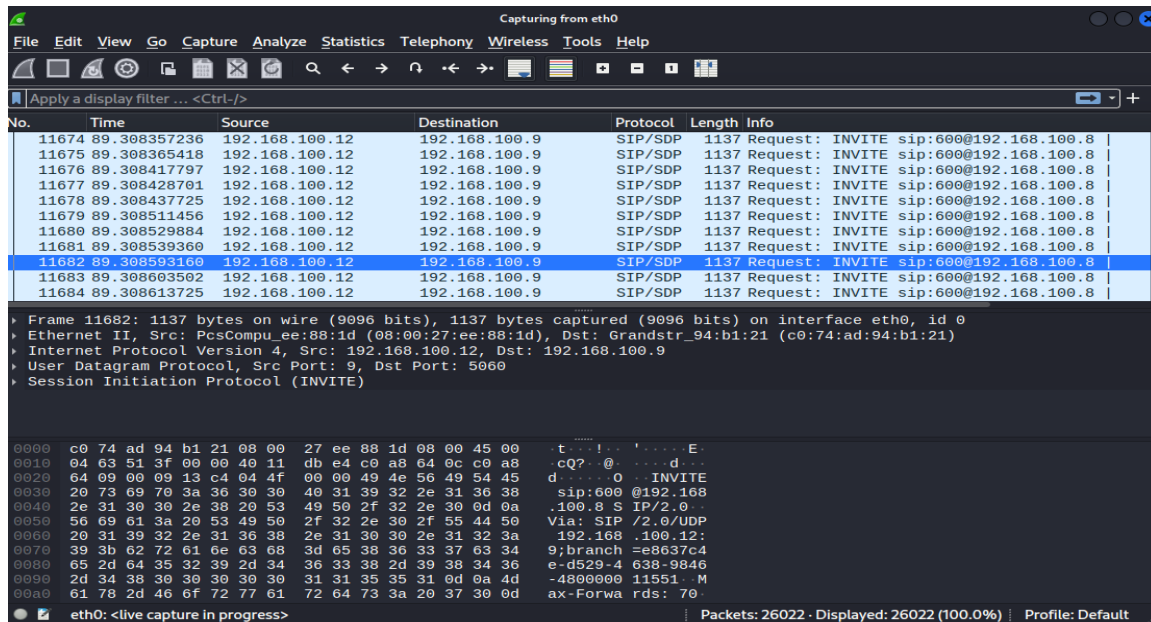 Capturing from eth0
File Edit View Go Capture Analyze Statistics Telephony Wireless Tools Help
Apply a display filter ... <Ctrl-/>
No. Time Source Destination Protocol Length Info
11674 89.308357236 192.168.100.12 192.168.100.9 SIP/SDP 1137 Request: INVITE sip:600@192.168.100.8 |
11675 89.308365418 192.168.100.12 192.168.100.9 SIP/SDP 1137 Request: INVITE sip:600@192.168.100.8 |
11676 89.308417797 192.168.100.12 192.168.100.9 SIP/SDP 1137 Request: INVITE sip:600@192.168.100.8 |
11677 89.308428701 192.168.100.12 192.168.100.9 SIP/SDP 1137 Request: INVITE sip:600@192.168.100.8 |
11678 89.308437725 192.168.100.12 192.168.100.9 SIP/SDP 1137 Request: INVITE sip:600@192.168.100.8 |
11679 89.308511456 192.168.100.12 192.168.100.9 SIP/SDP 1137 Request: INVITE sip:600@192.168.100.8 |
11680 89.308529884 192.168.100.12 192.168.100.9 SIP/SDP 1137 Request: INVITE sip:600@192.168.100.8 |
11681 89.308539360 192.168.100.12 192.168.100.9 SIP/SDP 1137 Request: INVITE sip:600@192.168.100.8 |
11682 89.308593160 192.168.100.12 192.168.100.9 SIP/SDP 1137 Request: INVITE sip:600@192.168.100.8 |
11683 89.308603502 192.168.100.12 192.168.100.9 SIP/SDP 1137 Request: INVITE sip:600@192.168.100.8 |
11684 89.308613725 192.168.100.12 192.168.100.9 SIP/SDP 1137 Request: INVITE sip:600@192.168.100.8 |
Frame 11682: 1137 bytes on wire (9096 bits), 1137 bytes captured (9096 bits) on interface eth0, id 0
Ethernet II, Src: PcsCompu_ee:88:1d (08:00:27:ee:88:1d), Dst: Grandstr_94:b1:21 (c0:74:ad:94:b1:21)
Internet Protocol Version 4, Src: 192.168.100.12, Dst: 192.168.100.9
User Datagram Protocol, Src Port: 9, Dst Port: 5060
Session Initiation Protocol (INVITE)
0000 c0 74 ad 94 b1 21 08 00 27 ee 88 1d 08 00 45 00 ·t···!·· '·····E·
0010 04 63 51 3f 00 00 40 11 db e4 c0 a8 64 0c c0 a8 ·cQ?··@· ····d···
0020 64 09 00 09 13 c4 04 4f 00 00 49 4e 56 49 54 45 d······O ··INVITE
0030 20 73 69 70 3a 36 30 30 40 31 39 32 2e 31 36 38 sip:600 @192.168
0040 2e 31 30 30 2e 38 20 53 49 50 2f 32 2e 30 0d 0a .100.8 S IP/2.0··
0050 56 69 61 3a 20 53 49 50 2f 32 2e 30 2f 55 44 50 Via: SIP /2.0/UDP
0060 20 31 39 32 2e 31 36 38 2e 31 30 30 2e 31 32 3a 192.168 .100.12:
0070 39 3b 62 72 61 6e 63 68 3d 65 38 36 33 37 63 34 9;branch =e8637c4
0080 65 2d 64 35 32 39 2d 34 36 33 38 2d 39 38 34 36 e-d529-4 638-9846
0090 2d 34 38 30 30 30 30 30 31 31 35 35 31 0d 0a 4d -4800000 11551··M
00a0 61 78 2d 46 6f 72 77 61 72 64 73 3a 20 37 30 0d ax-Forwa rds: 70·
eth0: <live capture in progress> Packets: 26022 · Displayed: 26022 (100.0%) Profile: Default